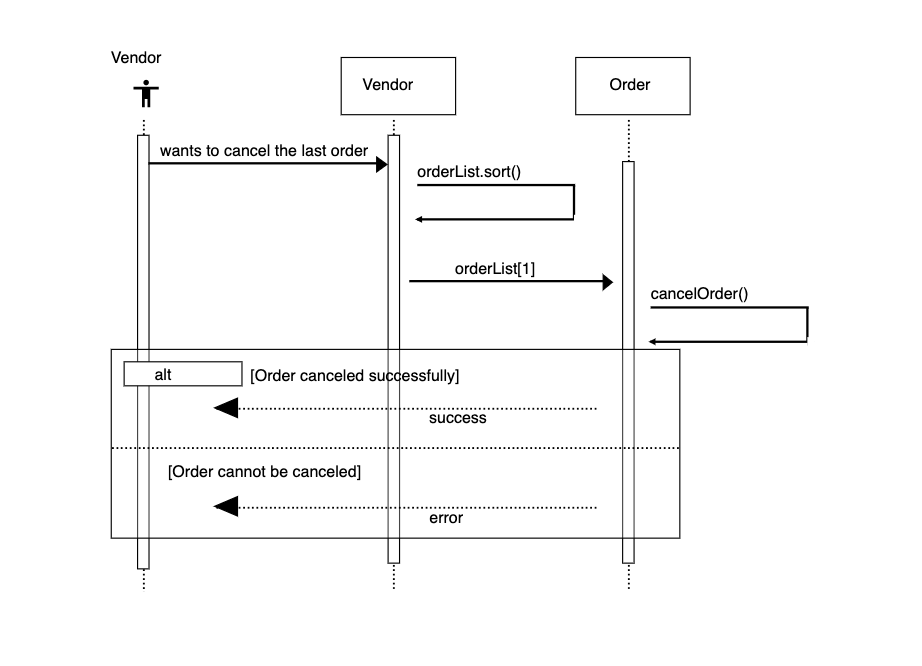 Vendor
Vendor
Order
wants to cancel the last order
orderList.sort()
orderList[1]
cancelOrder()
alt
[Order canceled successfully]
success
[Order cannot be canceled]
error